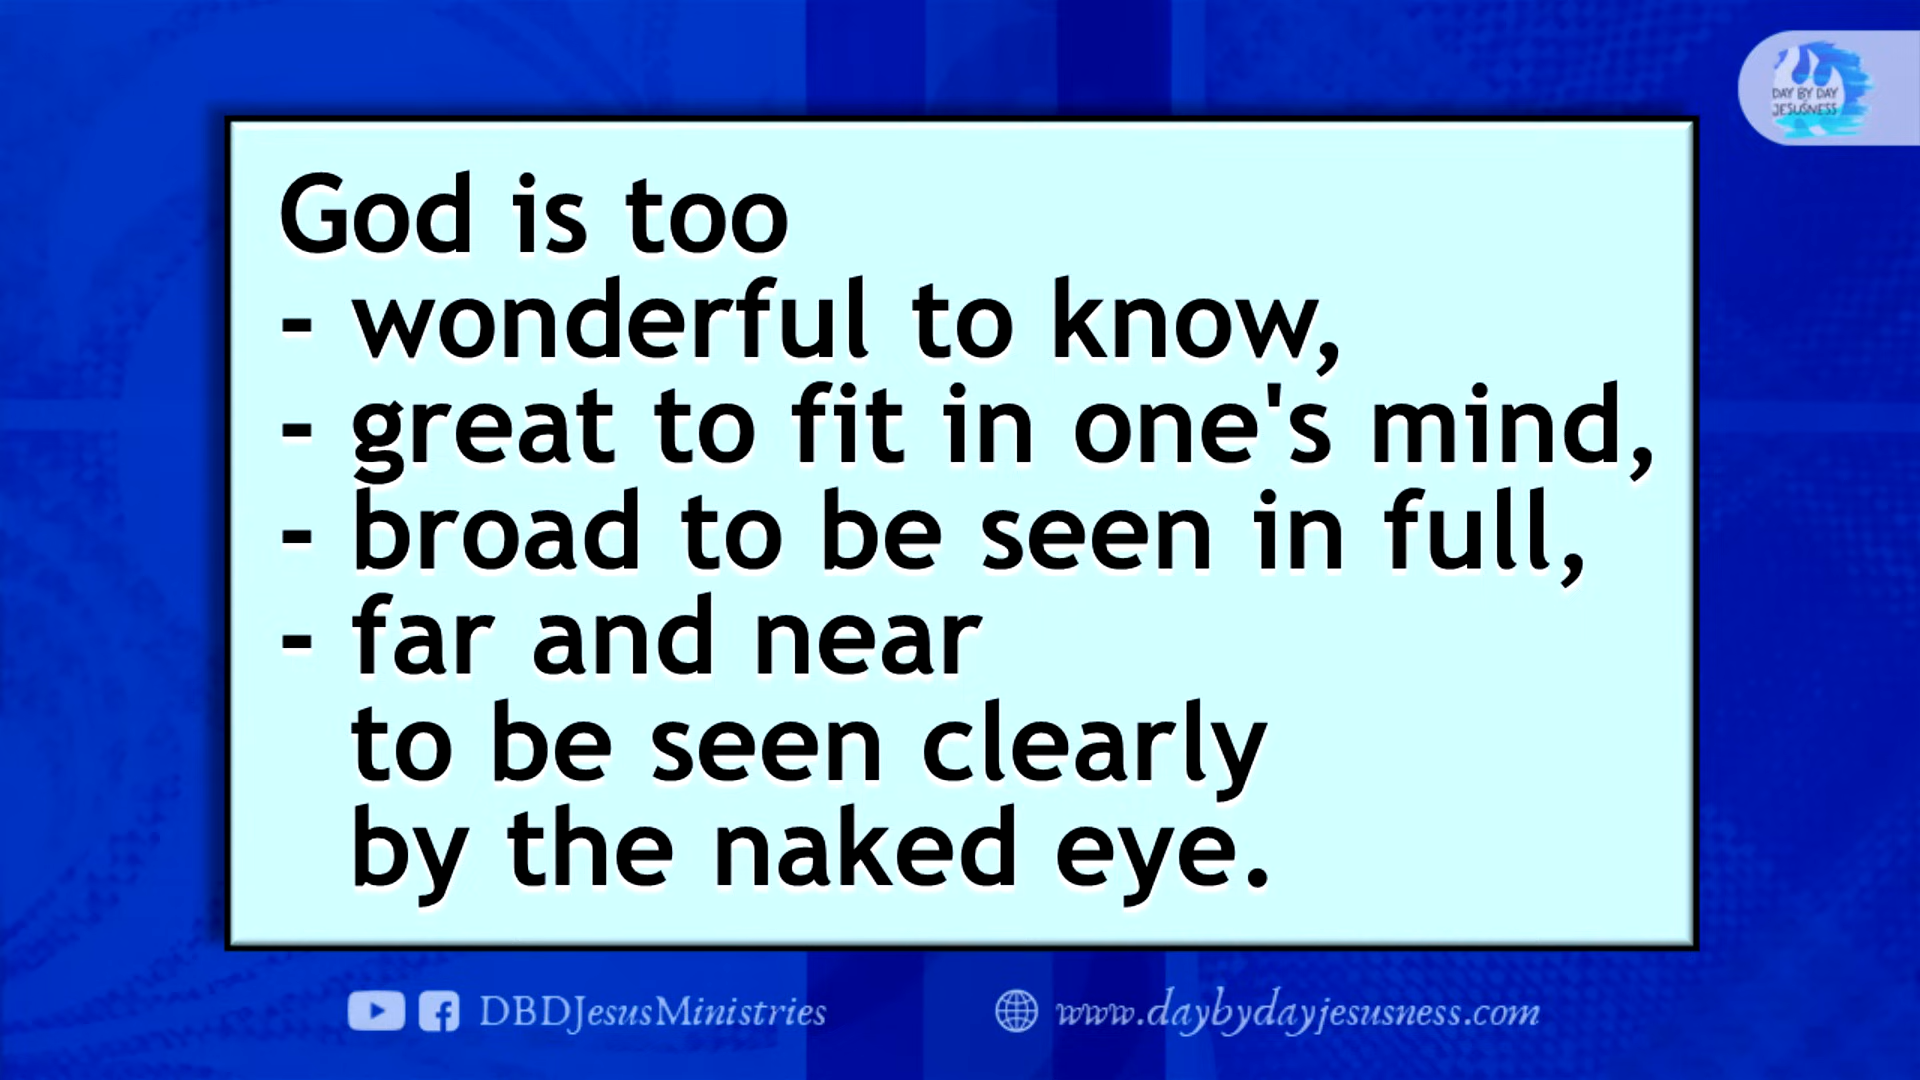 DAY BY DAY
JESUSNESS
God is too
- wonderful to know,
- great to fit in one's mind,
- broad to be seen in full,
- far and near
to be seen clearly
by the naked eye.
DBDJesusMinistries
www.daybydayjesusness.com